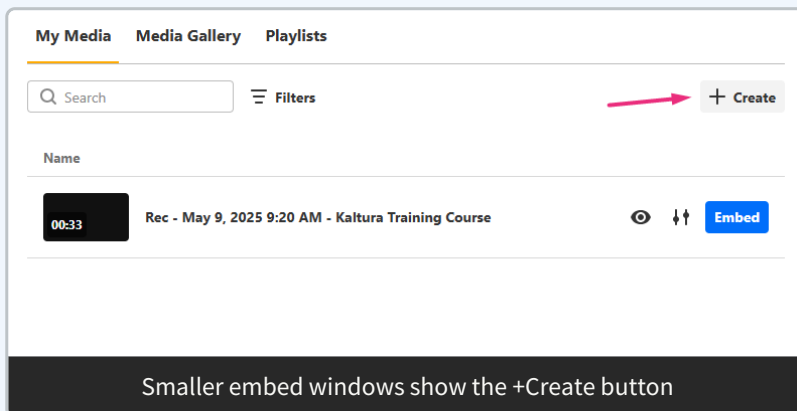 My Media Media Gallery Playlists
Search Filters + Create
Name
00:33 Rec - May 9, 2025 9:20 AM - Kaltura Training Course Embed
Smaller embed windows show the +Create button